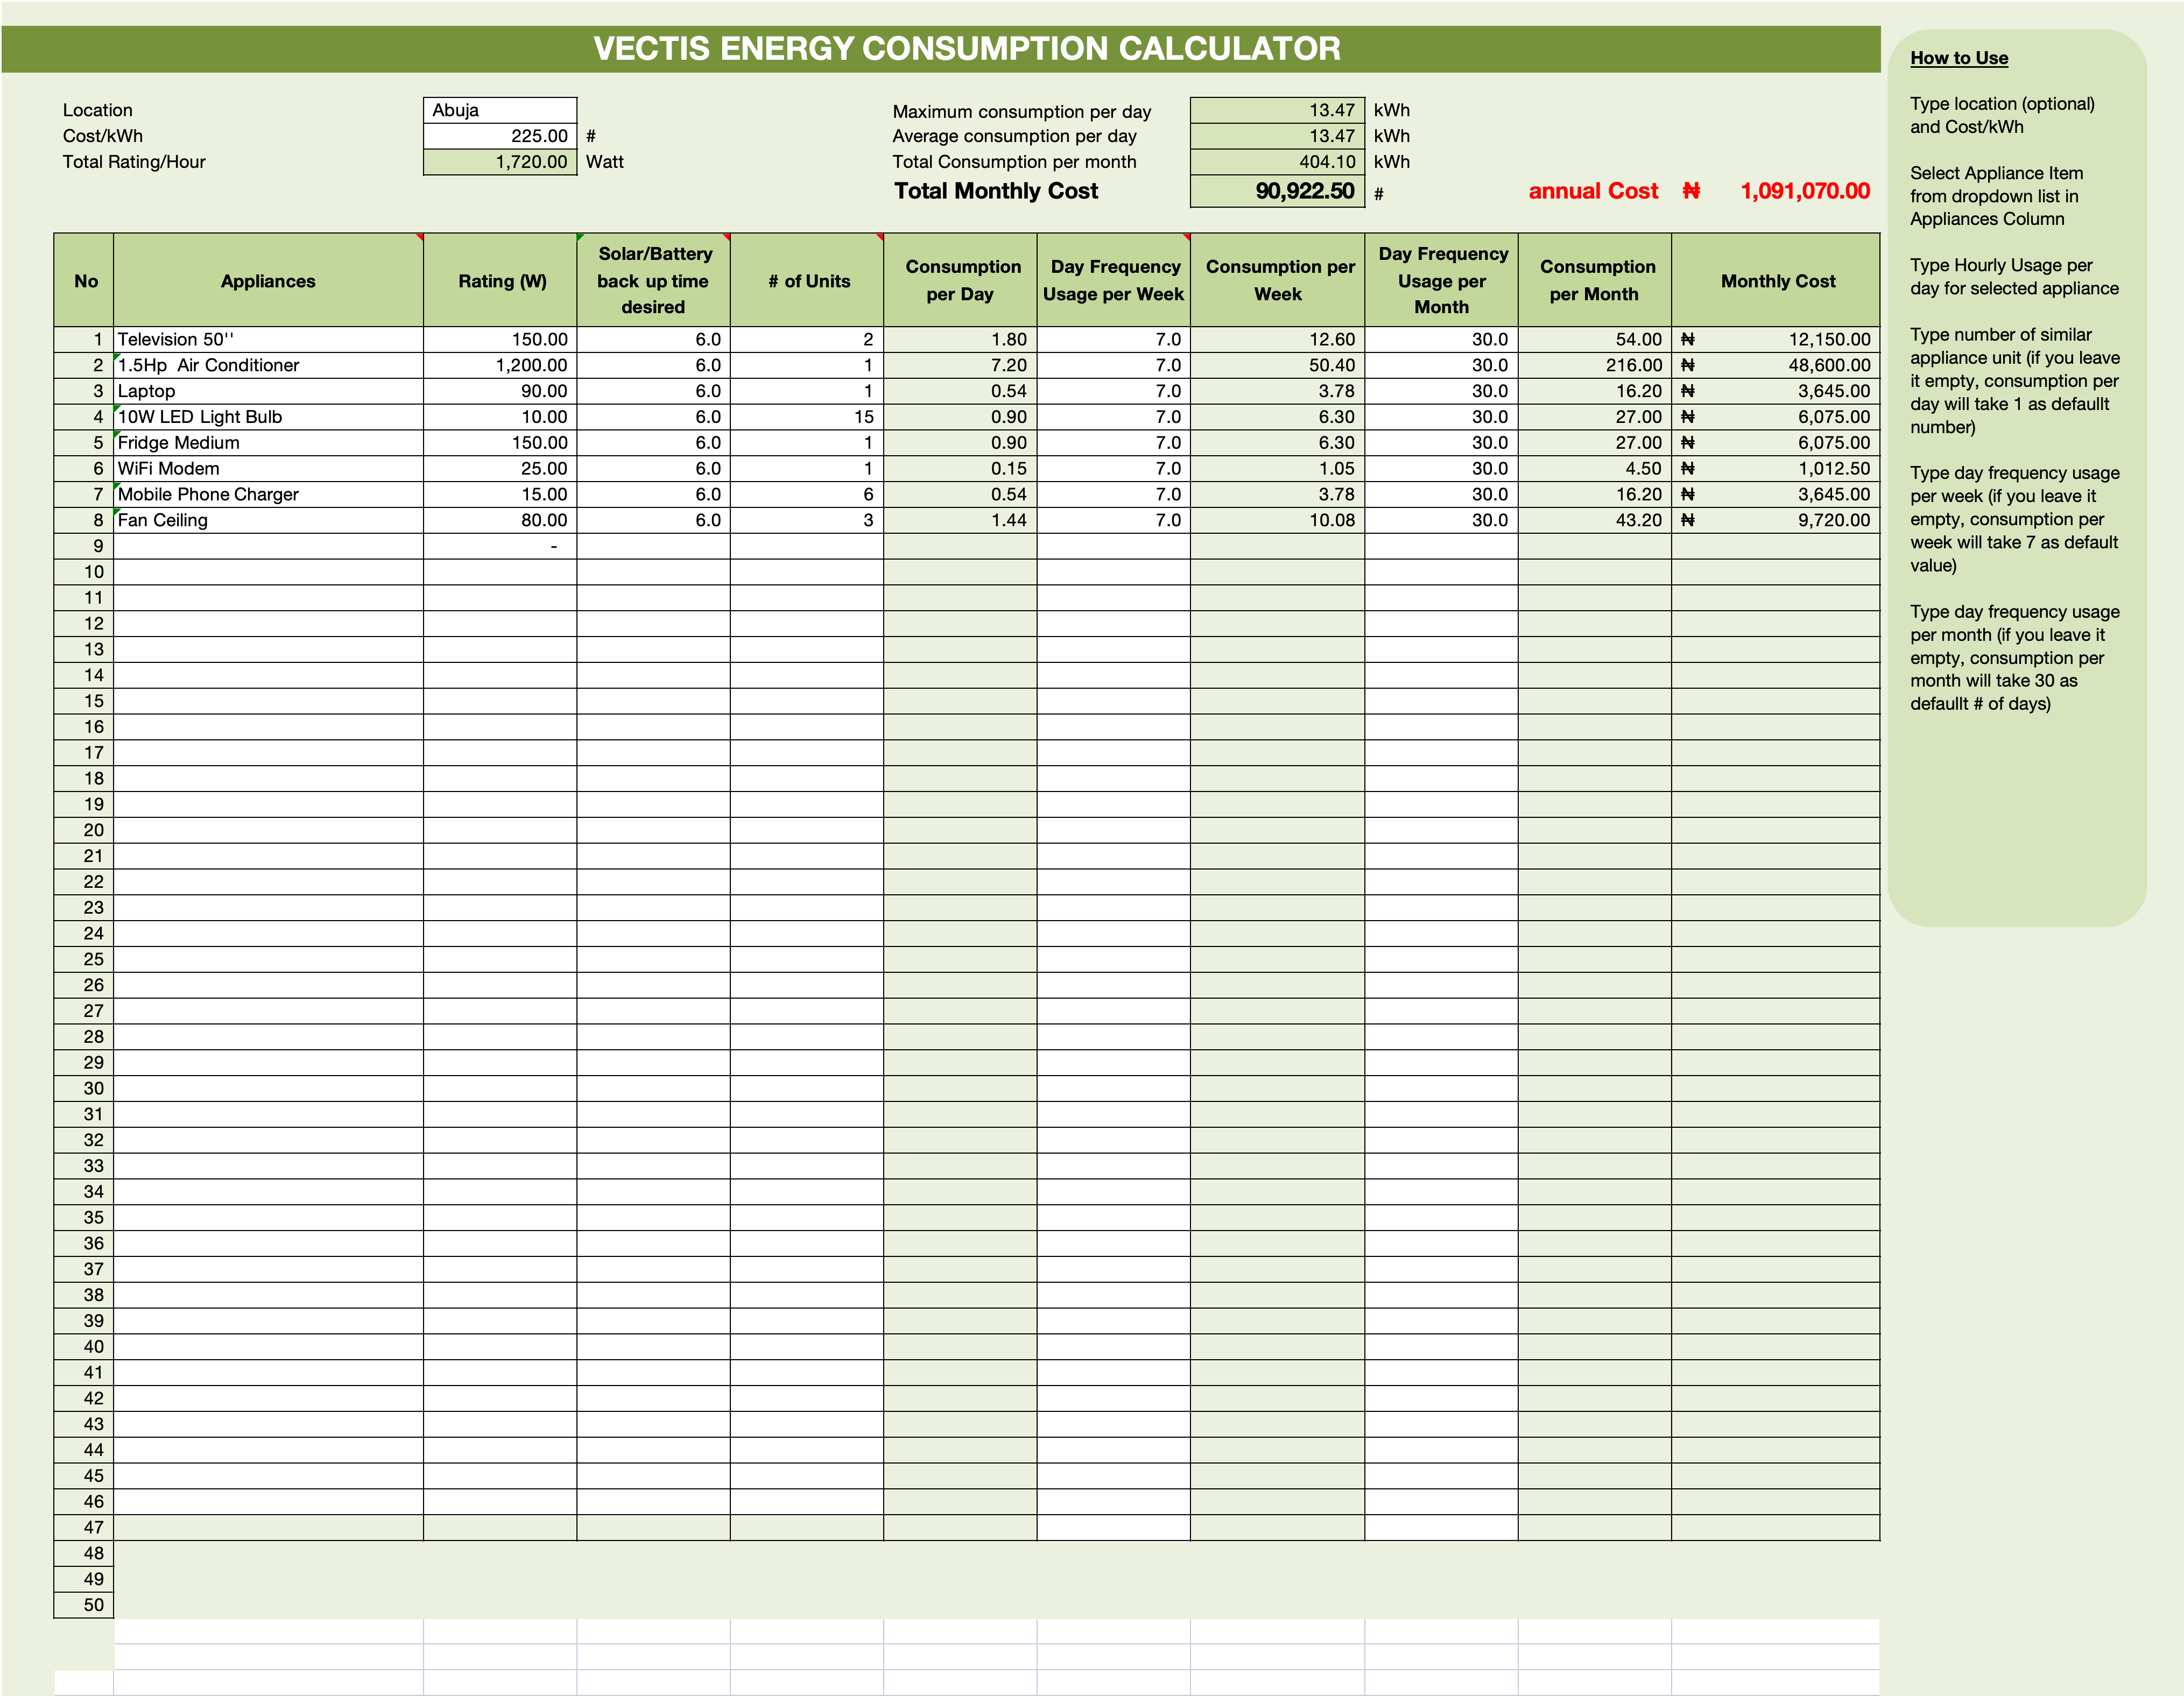 VECTIS ENERGY CONSUMPTION CALCULATOR
Location Abuja
Cost/kWh 225.00 #
Total Rating/Hour 1,720.00 Watt
Maximum consumption per day 13.47 kWh
Average consumption per day 13.47 kWh
Total Consumption per month 404.10 kWh
Total Monthly Cost 90,922.50 #
annual Cost ₦ 1,091,070.00
No Appliances Rating (W) Solar/Battery back up time desired # of Units Consumption per Day Day Frequency Usage per Week Consumption per Week Day Frequency Usage per Month Consumption per Month Monthly Cost
1 Television 50'' 150.00 6.0 2 1.80 7.0 12.60 30.0 54.00 ₦ 12,150.00
2 1.5Hp  Air Conditioner 1,200.00 6.0 1 7.20 7.0 50.40 30.0 216.00 ₦ 48,600.00
3 Laptop 90.00 6.0 1 0.54 7.0 3.78 30.0 16.20 ₦ 3,645.00
4 10W LED Light Bulb 10.00 6.0 15 0.90 7.0 6.30 30.0 27.00 ₦ 6,075.00
5 Fridge Medium 150.00 6.0 1 0.90 7.0 6.30 30.0 27.00 ₦ 6,075.00
6 WiFi Modem 25.00 6.0 1 0.15 7.0 1.05 30.0 4.50 ₦ 1,012.50
7 Mobile Phone Charger 15.00 6.0 6 0.54 7.0 3.78 30.0 16.20 ₦ 3,645.00
8 Fan Ceiling 80.00 6.0 3 1.44 7.0 10.08 30.0 43.20 ₦ 9,720.00
9 -
10
11
12
13
14
15
16
17
18
19
20
21
22
23
24
25
26
27
28
29
30
31
32
33
34
35
36
37
38
39
40
41
42
43
44
45
46
47
48
49
50
How to Use
Type location (optional)
and Cost/kWh
Select Appliance Item
from dropdown list in
Appliances Column
Type Hourly Usage per
day for selected appliance
Type number of similar
appliance unit (if you leave
it empty, consumption per
day will take 1 as defaullt
number)
Type day frequency usage
per week (if you leave it
empty, consumption per
week will take 7 as default
value)
Type day frequency usage
per month (if you leave it
empty, consumption per
month will take 30 as
defaullt # of days)